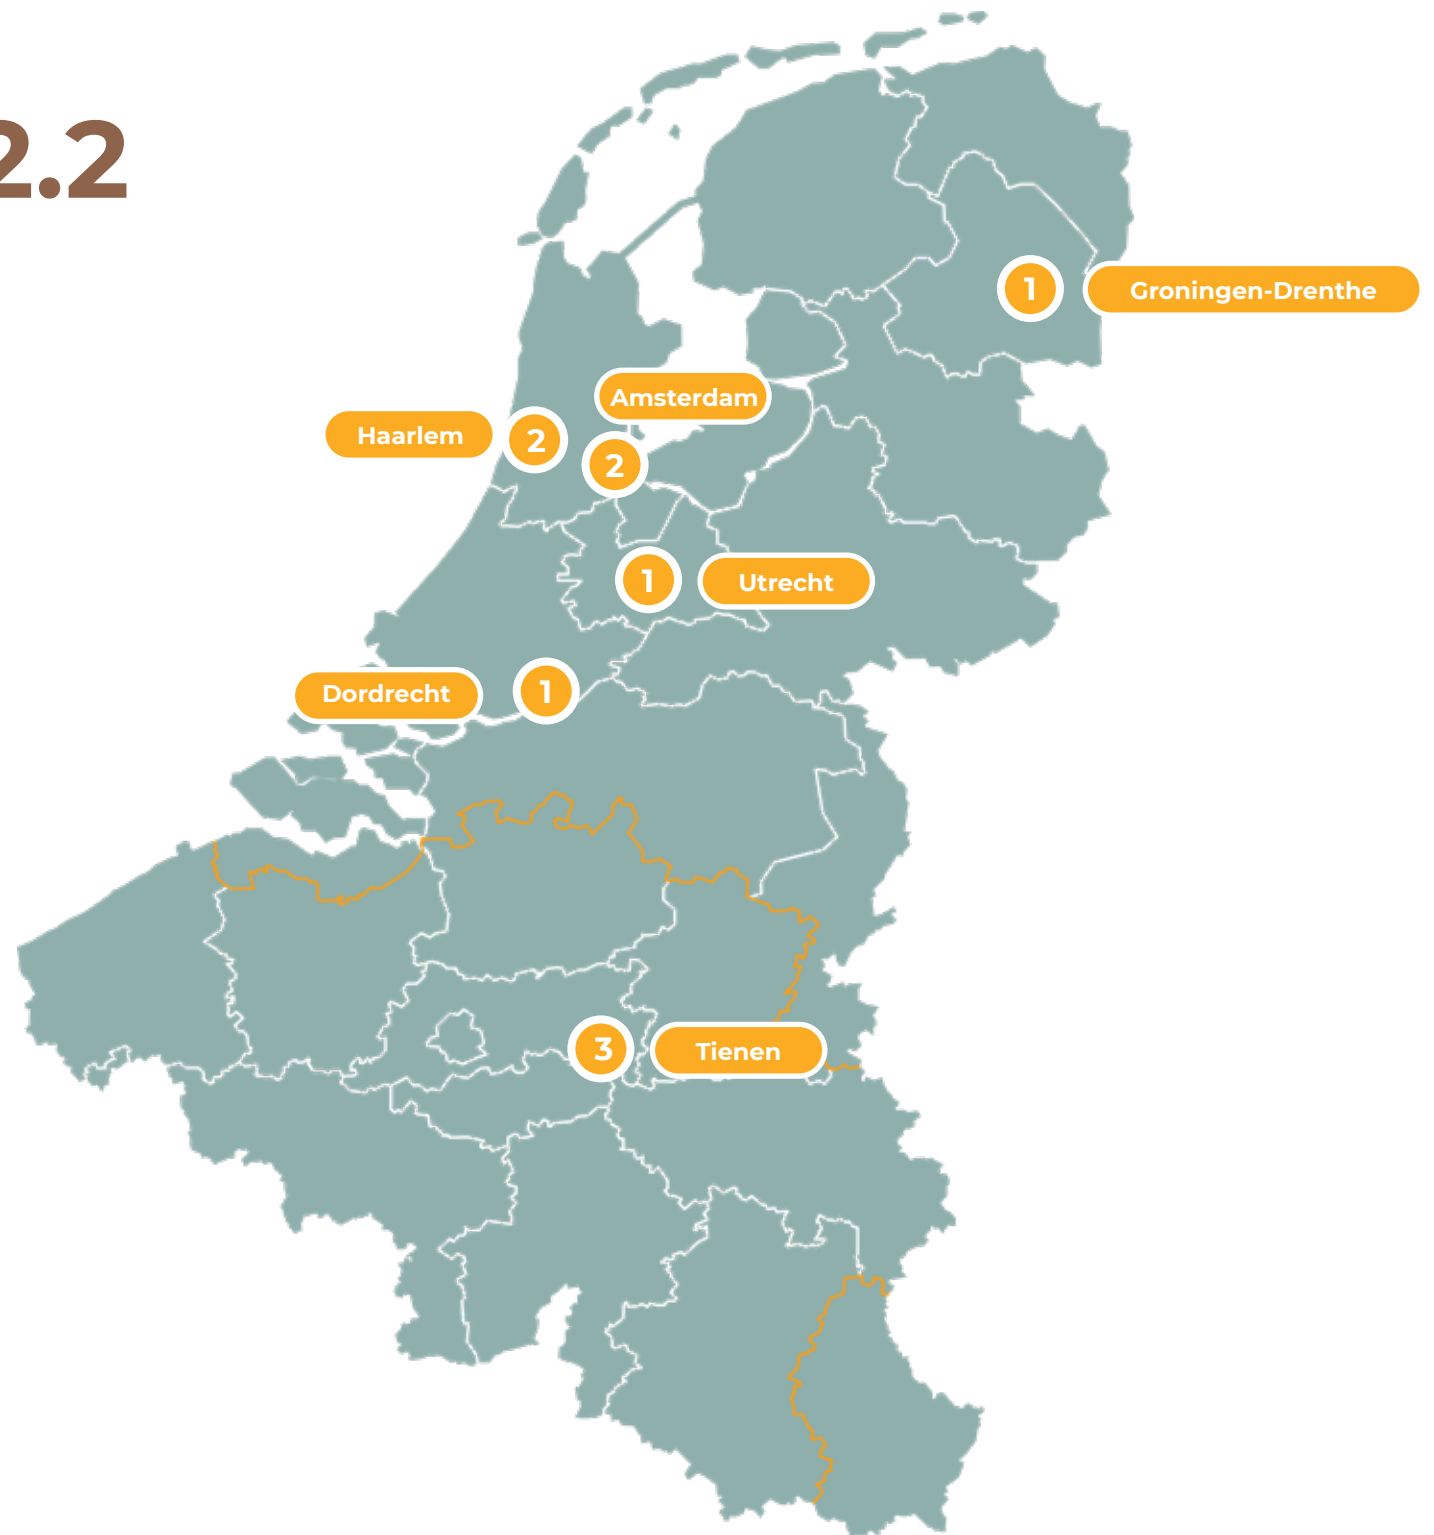 2.2
1
Groningen-Drenthe
Amsterdam
Haarlem
2
2
1
Utrecht
Dordrecht
1
3
Tienen